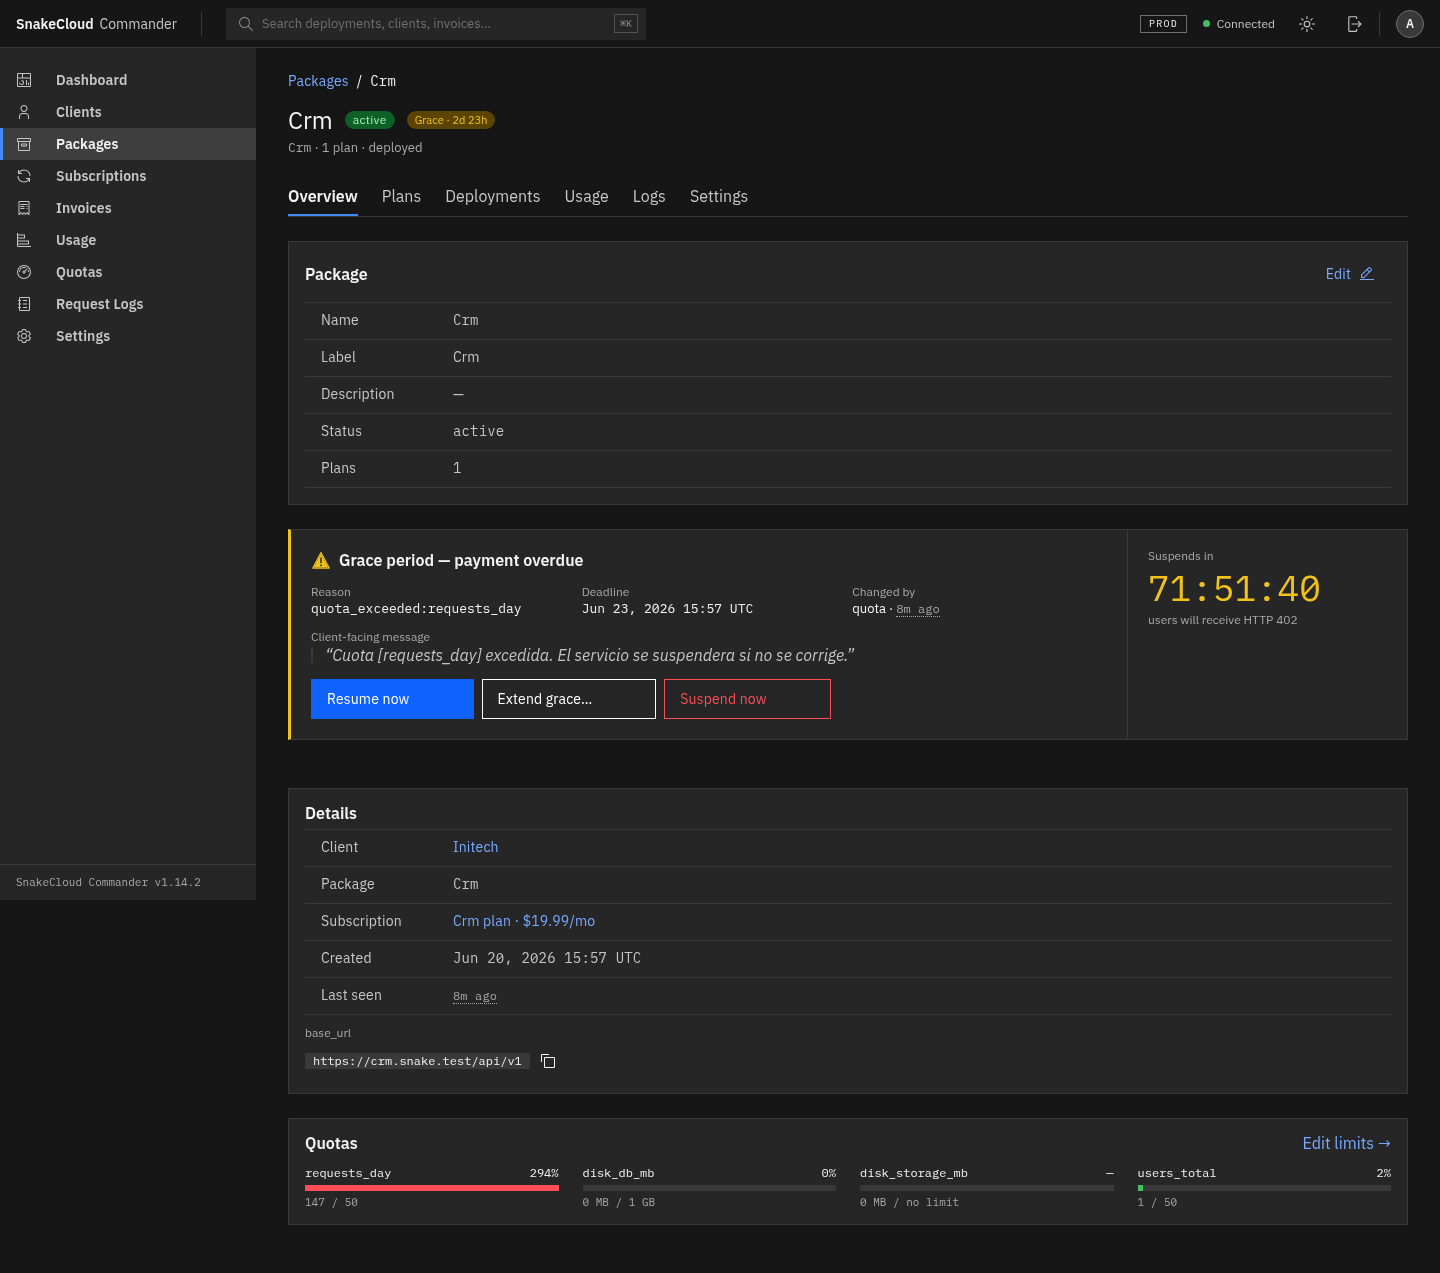 SnakeCloud Commander
Search deployments, clients, invoices...
⌘K
PROD
Connected
A
Dashboard
Clients
Packages
Subscriptions
Invoices
Usage
Quotas
Request Logs
Settings
SnakeCloud Commander v1.14.2
Packages / Crm
Crm active Grace · 2d 23h
Crm · 1 plan · deployed
Overview Plans Deployments Usage Logs Settings
Package Edit
Name Crm
Label Crm
Description —
Status active
Plans 1
Grace period — payment overdue
Reason Deadline Changed by
quota_exceeded:requests_day Jun 23, 2026 15:57 UTC quota · 8m ago
Client-facing message
“Cuota [requests_day] excedida. El servicio se suspendera si no se corrige.”
Resume now Extend grace... Suspend now
Suspends in
71:51:40
users will receive HTTP 402
Details
Client Initech
Package Crm
Subscription Crm plan · $19.99/mo
Created Jun 20, 2026 15:57 UTC
Last seen 8m ago
base_url
https://crm.snake.test/api/v1
Quotas Edit limits →
requests_day 294% disk_db_mb 0% disk_storage_mb — users_total 2%
147 / 50 0 MB / 1 GB 0 MB / no limit 1 / 50